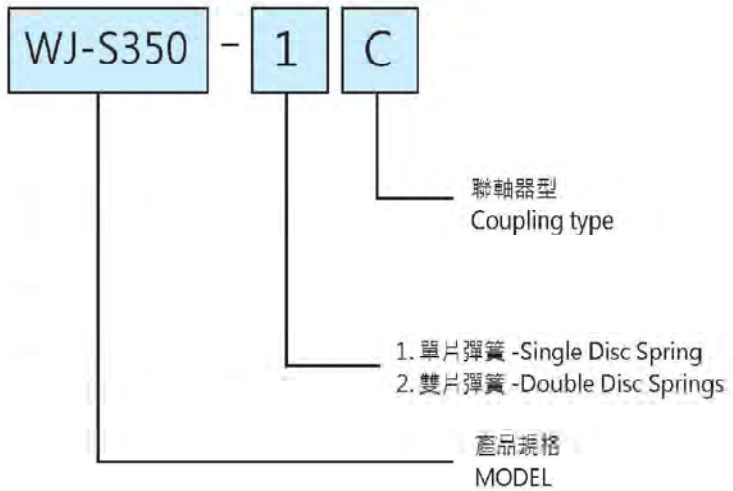 WJ-S350 - 1 C
聯軸器型
Coupling type
1. 單片彈簧 -Single Disc Spring
2. 雙片彈簧 -Double Disc Springs
產品規格
MODEL